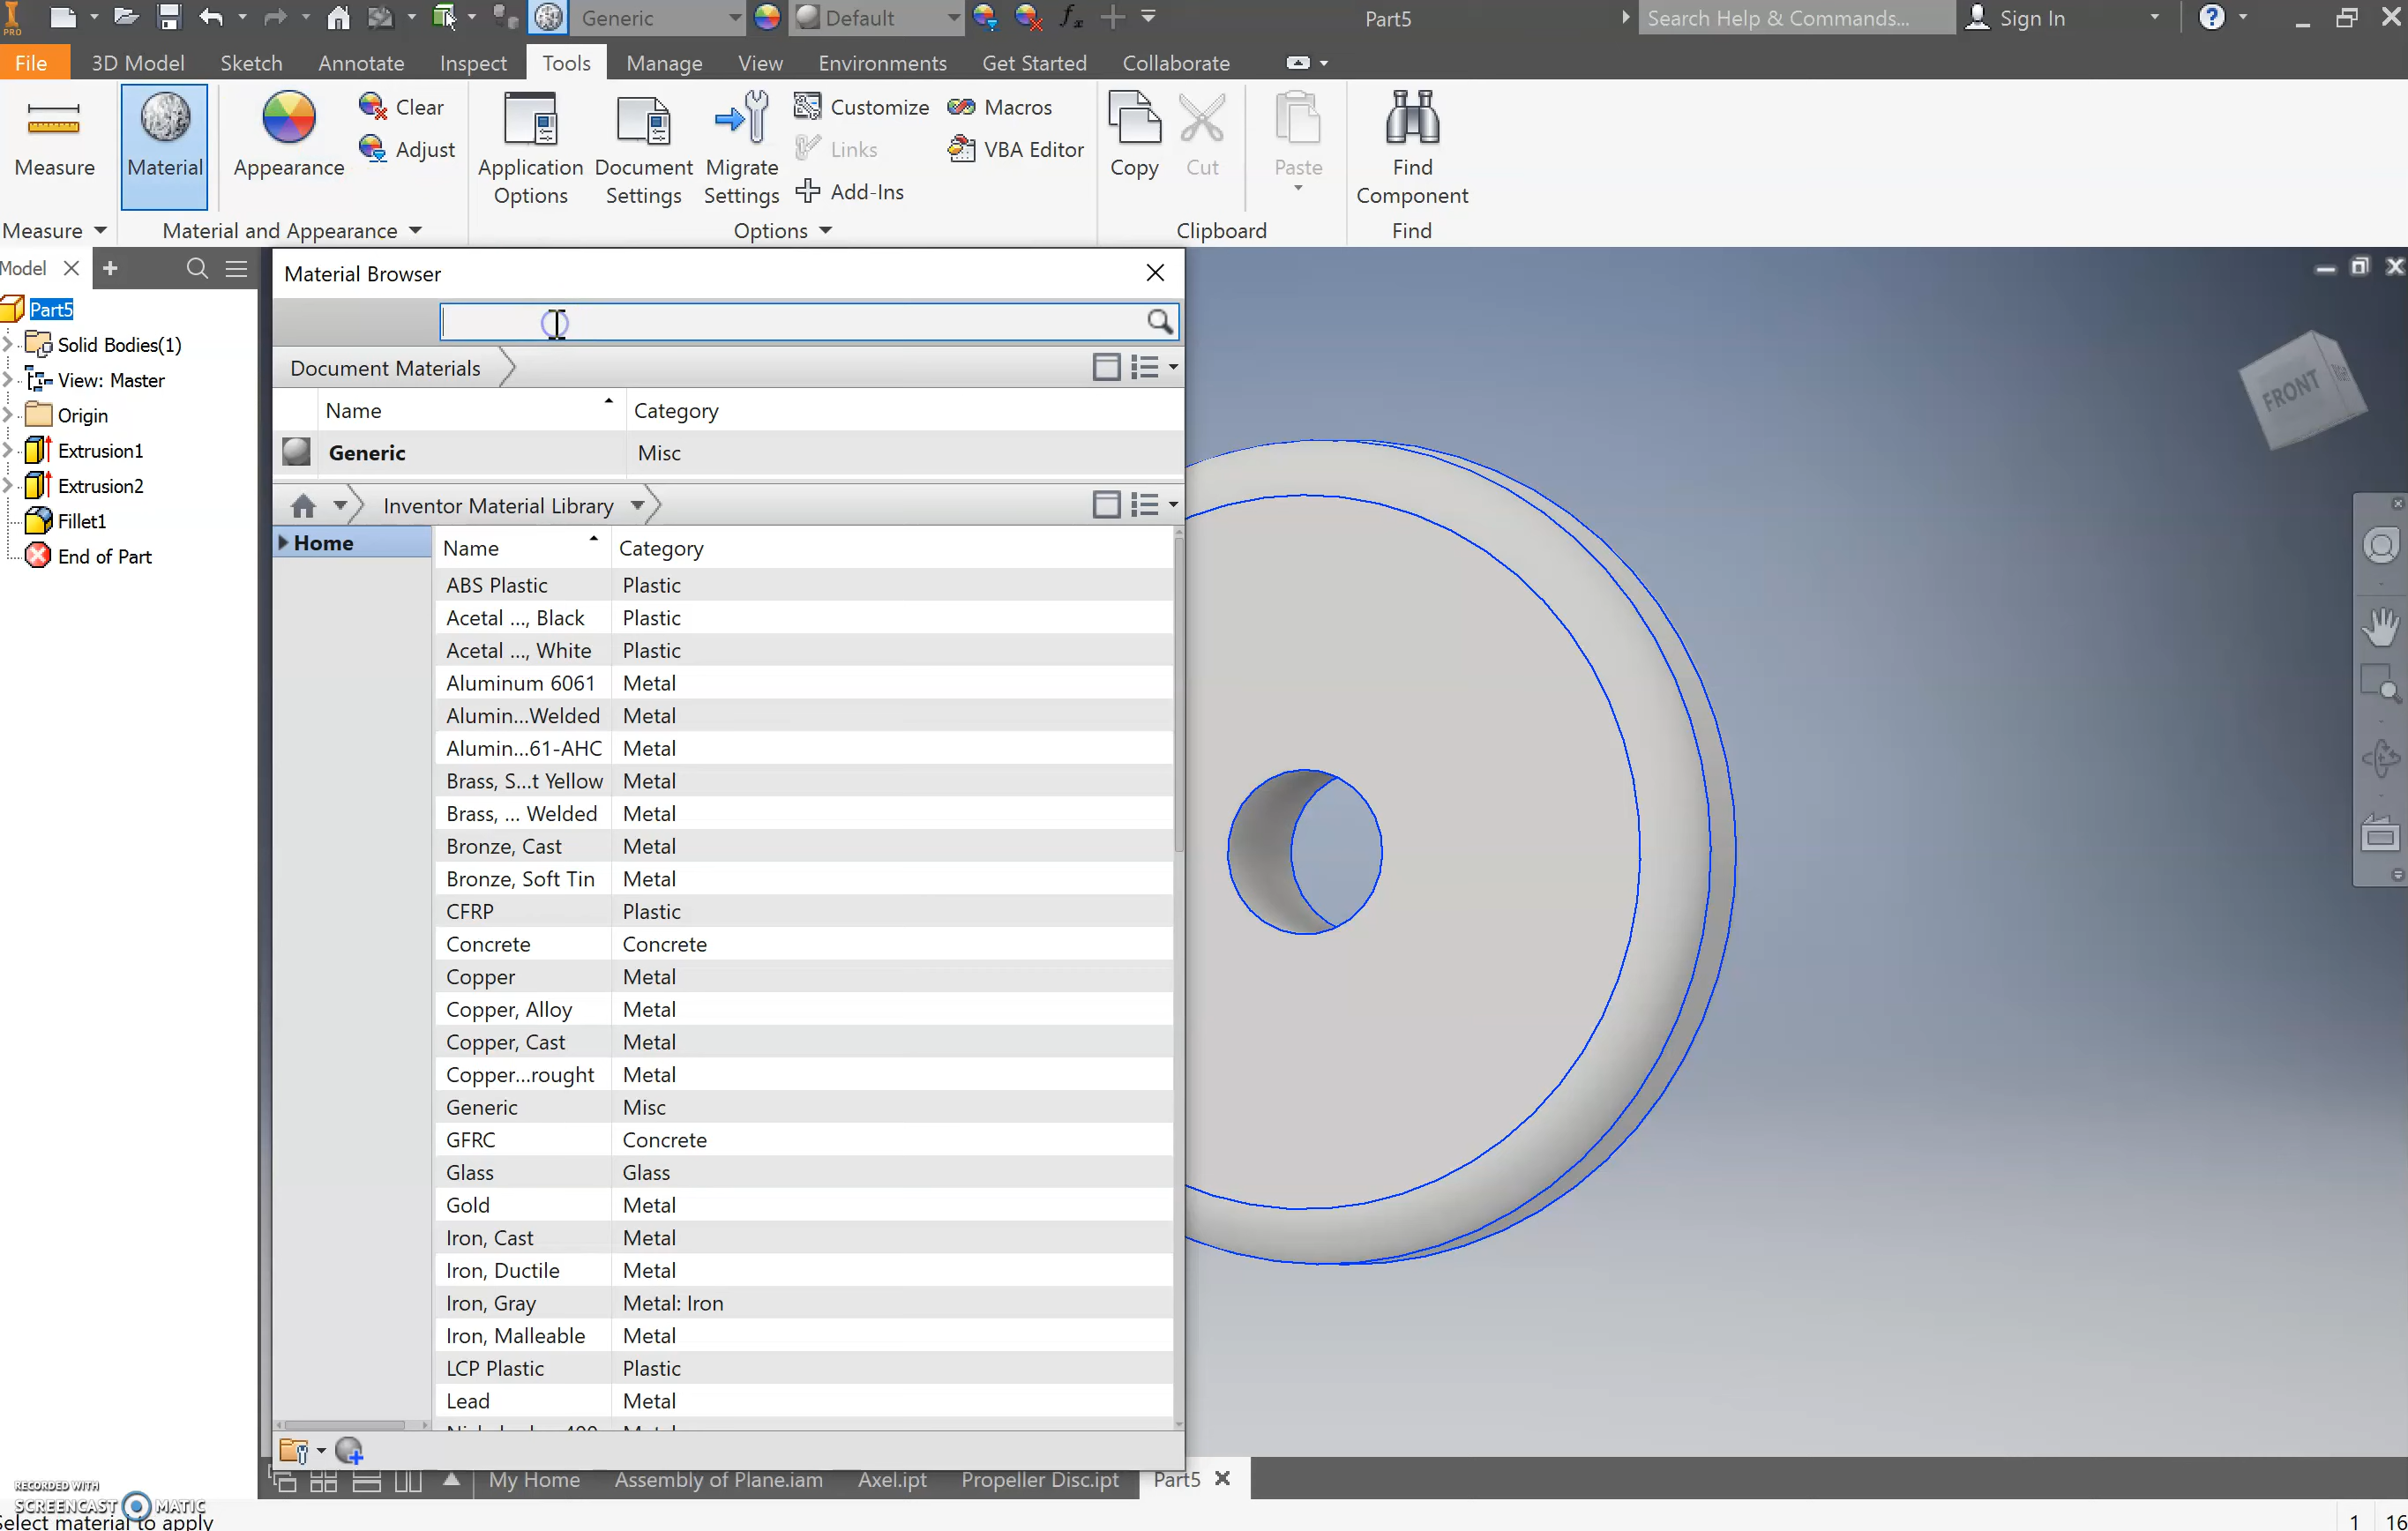 PRO
Generic
Default
Part5
Search Help & Commands...
Sign In
File
3D Model
Sketch
Annotate
Inspect
Tools
Manage
View
Environments
Get Started
Collaborate
Measure
Material
Appearance
Clear
Adjust
Application Options
Document Settings
Migrate Settings
Customize
Links
Add-Ins
Macros
VBA Editor
Copy
Cut
Paste
Find Component
Measure
Material and Appearance
Options
Clipboard
Find
Model
Part5
Solid Bodies(1)
View: Master
Origin
Extrusion1
Extrusion2
Fillet1
End of Part
Material Browser
Document Materials
Name Category
Generic Misc
Inventor Material Library
Home
Name Category
ABS Plastic Plastic
Acetal ..., Black Plastic
Acetal ..., White Plastic
Aluminum 6061 Metal
Alumin...Welded Metal
Alumin...61-AHC Metal
Brass, S...t Yellow Metal
Brass, ... Welded Metal
Bronze, Cast Metal
Bronze, Soft Tin Metal
CFRP Plastic
Concrete Concrete
Copper Metal
Copper, Alloy Metal
Copper, Cast Metal
Copper...rought Metal
Generic Misc
GFRC Concrete
Glass Glass
Gold Metal
Iron, Cast Metal
Iron, Ductile Metal
Iron, Gray Metal: Iron
Iron, Malleable Metal
LCP Plastic Plastic
Lead Metal
FRONT
My Home
Assembly of Plane.iam
Axel.ipt
Propeller Disc.ipt
Part5
RECORDED WITH
SCREENCAST MATIC
Select material to apply
1 16